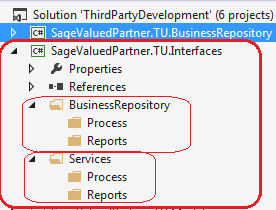 Solution 'ThirdPartyDevelopment' (6 projects)
C# SageValuedPartner.TU.BusinessRepository
C# SageValuedPartner.TU.Interfaces
Properties
References
BusinessRepository
Process
Reports
Services
Process
Reports